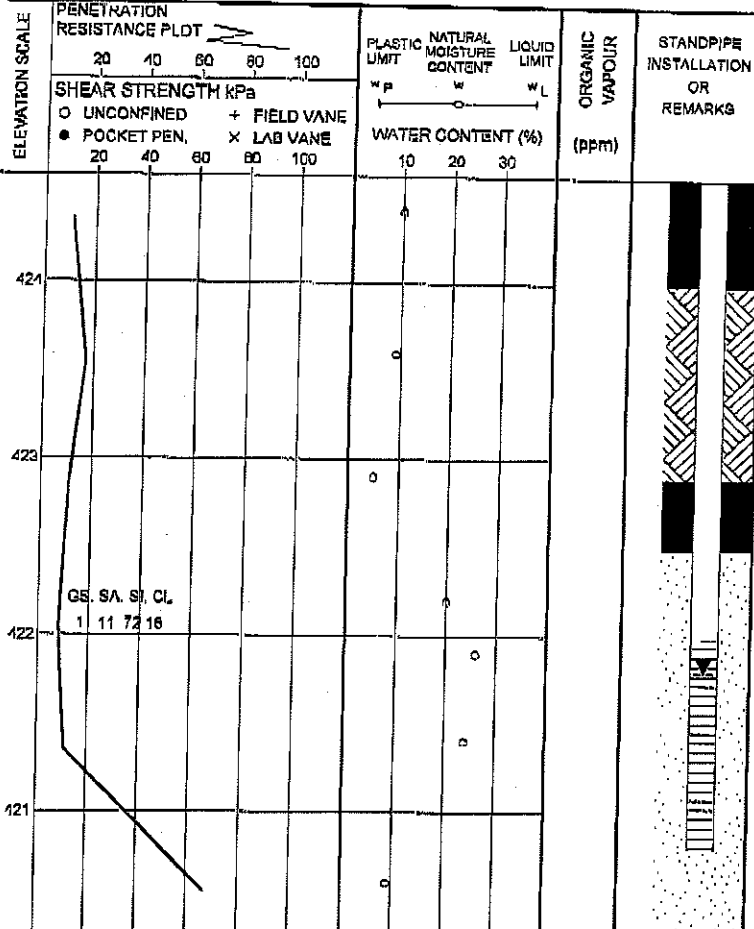 ELEVATION SCALE
PENETRATION
RESISTANCE PLOT
20 40 60 80 100
SHEAR STRENGTH kPa
O UNCONFINED + FIELD VANE
● POCKET PEN. × LAB VANE
20 40 60 80 100
PLASTIC LIMIT
NATURAL MOISTURE CONTENT
LIQUID LIMIT
wP w wL
WATER CONTENT (%)
10 20 30
ORGANIC VAPOUR
(ppm)
STANDPIPE
INSTALLATION
OR
REMARKS
424
423
GS. SA. SI. CL.
1 11 72 16
422
421